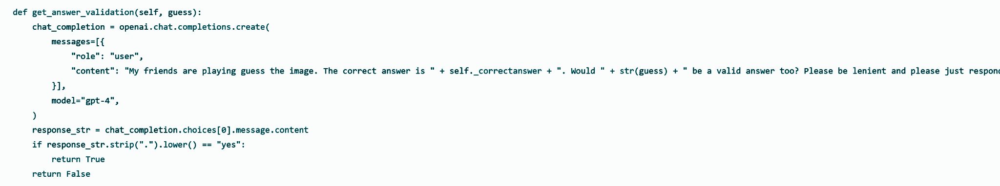 def get_answer_validation(self, guess):
chat_completion = openai.chat.completions.create(
messages=[{
"role": "user",
"content": "My friends are playing guess the image. The correct answer is " + self._correctanswer + ". Would " + str(guess) + " be a valid answer too? Please be lenient and please just
}],
model="gpt-4",
)
response_str = chat_completion.choices[0].message.content
if response_str.strip(".").lower() == "yes":
return True
return False